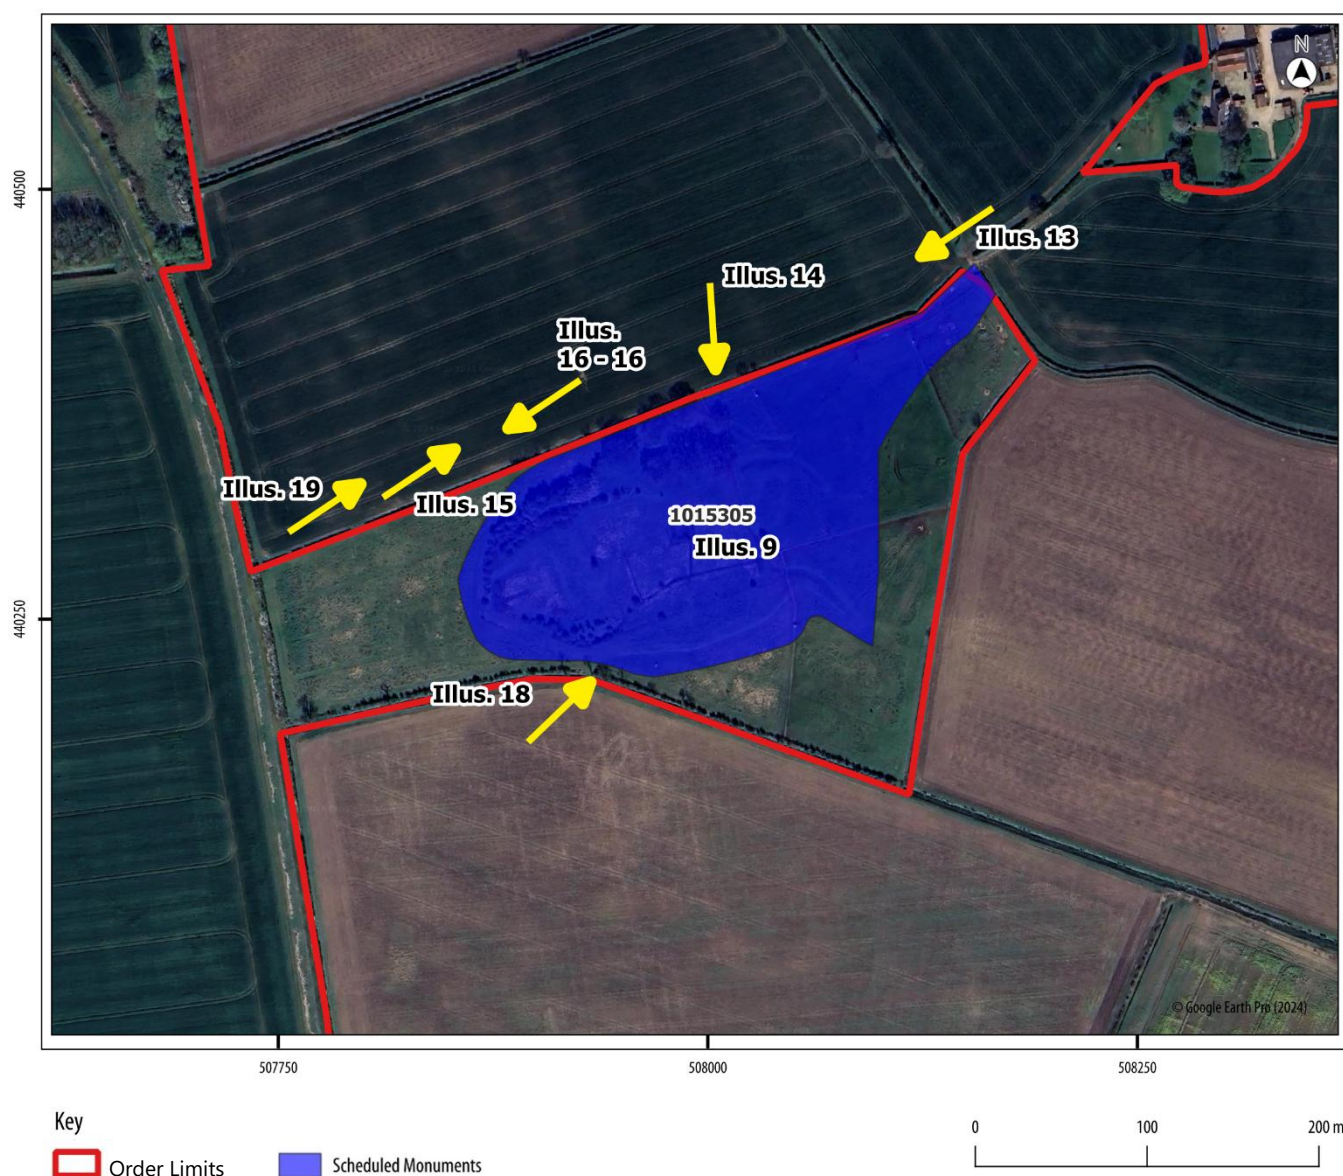 N
440500
Illus. 13
Illus. 14
Illus.
16 - 16
Illus. 19
Illus. 15
1015305
Illus. 9
440250
Illus. 18
© Google Earth Pro (2024)
507750
508000
508250
Key
0 100 200 m
Order Limits
Scheduled Monuments